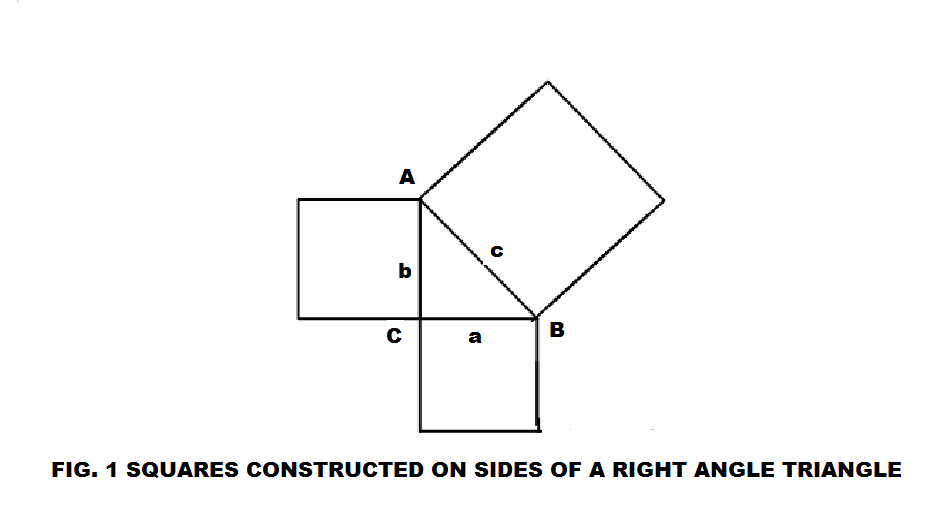 A
c
b
C
a
B
FIG. 1 SQUARES CONSTRUCTED ON SIDES OF A RIGHT ANGLE TRIANGLE